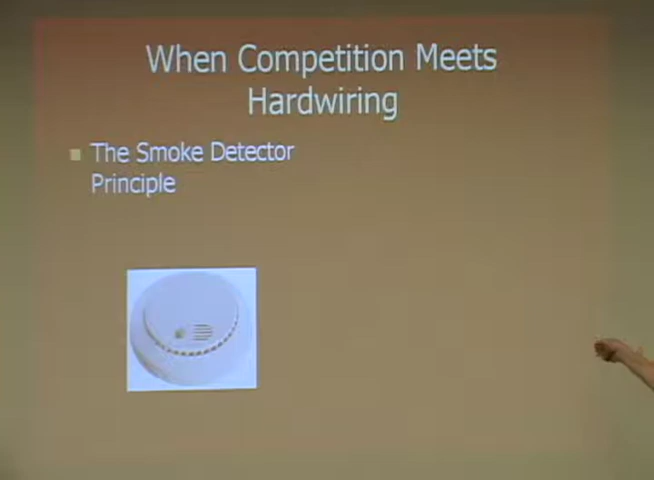 When Competition Meets
Hardwiring
The Smoke Detector
Principle